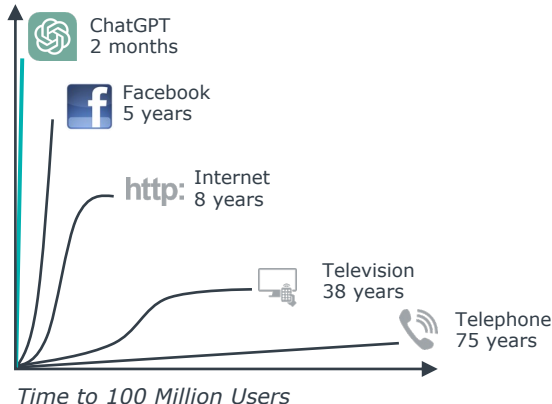 ChatGPT
2 months
Facebook
5 years
f
http:
Internet
8 years
Television
38 years
Telephone
75 years
Time to 100 Million Users